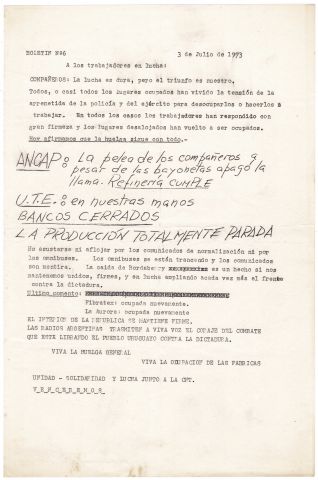 BOLETIN Nº6 3 de Julio de 1973
A los trabajadores en lucha:
COMPAÑEROS: La lucha es dura, pero el triunfo es nuestro.
Todos, o casi todos los lugares ocupados han vivido la tensión de la
arremetida de la policía y del ejército para desocuparlos o hacerlos a
trabajar. En todos los casos los trabajadores han respondido con
gran firmeza y los lugares desalojados han vuelto a ser ocupados.
Hoy afirmamos que la huelga sigue con todo.-
ANCAP: La pelea de los compañeros a
pesar de las bayonetas apagó la
llama. Refinería CUMPLE
U.T.E.: en nuestras manos
BANCOS CERRADOS
LA PRODUCCIÓN TOTALMENTE PARADA
No asustarse ni aflojar por los comunicados de normalización ni por
los omnibuses. Los omnibuses se están trancando y los comunicados
son mentira. La caída de Bordaberry es un hecho si nos
mantenemos unidos, firmes, y en lucha ampliando acada vez más el frente
contra la dictadura.
Ultimo momento:
Fibratex: ocupada nuevamente.
La Aurora: ocupada nuevamente
EL INTERIOR DE LA REPUBLICA SE MANTIENE FIRME.
LAS RADIOS ARGENTINAS TRASMITEN A VIVA VOZ EL CORAJE DEL COMBATE
QUE ESTA LIBRANDO EL PUEBLO URUGUAYO CONTRA LA DICTADURA.
VIVA LA HUELGA GENERAL
VIVA LA OCUPACION DE LAS FABRICAS
UNIDAD - SOLIDARIDAD Y LUCHA JUNTO A LA CNT.
V E N C E R E M O S